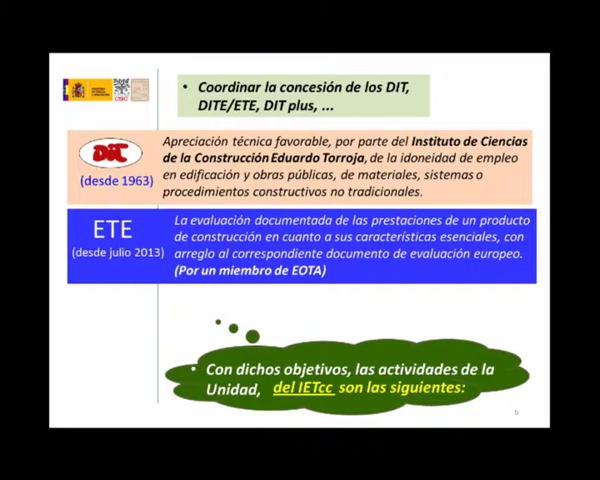 • Coordinar la concesión de los DIT,
DITE/ETE, DIT plus, ...
CSIC
DIT
(desde 1963)
Apreciación técnica favorable, por parte del Instituto de Ciencias
de la Construcción Eduardo Torroja, de la idoneidad de empleo
en edificación y obras públicas, de materiales, sistemas o
procedimientos constructivos no tradicionales.
ETE
(desde julio 2013)
La evaluación documentada de las prestaciones de un producto
de construcción en cuanto a sus características esenciales, con
arreglo al correspondiente documento de evaluación europeo.
(Por un miembro de EOTA)
• Con dichos objetivos, las actividades de la
Unidad, del IETcc son las siguientes:
6